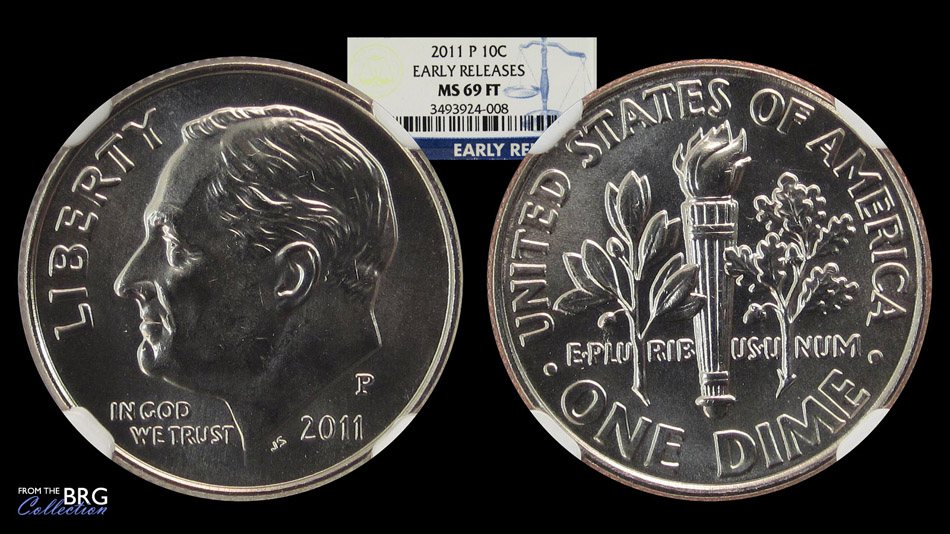 2011 P 10C
EARLY RELEASES
MS 69 FT
3493924-008
EARLY RE
LIBERTY
IN GOD
WE TRUST
JS
P
2011
UNITED STATES OF AMERICA
E·PLU RIB US·U NUM
· ONE DIME ·
FROM THE BRG
Collection